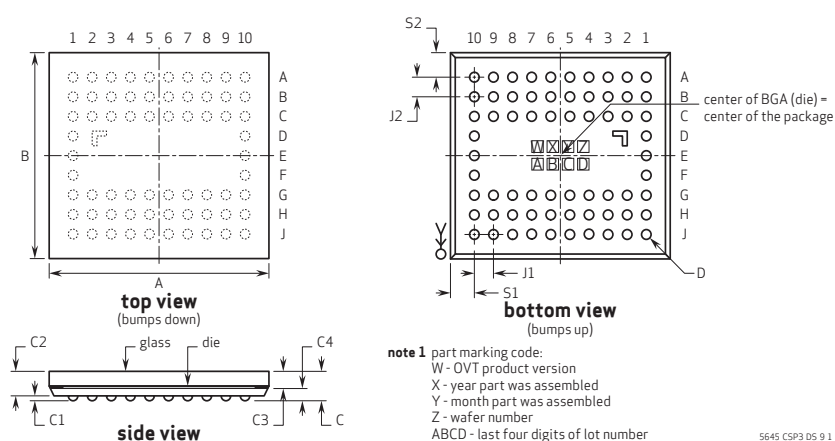 1 2 3 4 5 6 7 8 9 10
A
B
C
D
E
F
G
H
J
B
A
top view
(bumps down)
S2
10 9 8 7 6 5 4 3 2 1
A
B
C
D
E
F
G
H
J
J2
center of BGA (die) =
center of the package
W X Y Z
A B C D
J1
S1
D
bottom view
(bumps up)
C2
glass
die
C4
C1
C3
C
side view
note 1 part marking code:
W - OVT product version
X - year part was assembled
Y - month part was assembled
Z - wafer number
ABCD - last four digits of lot number
5645 CSP3 DS 9 1